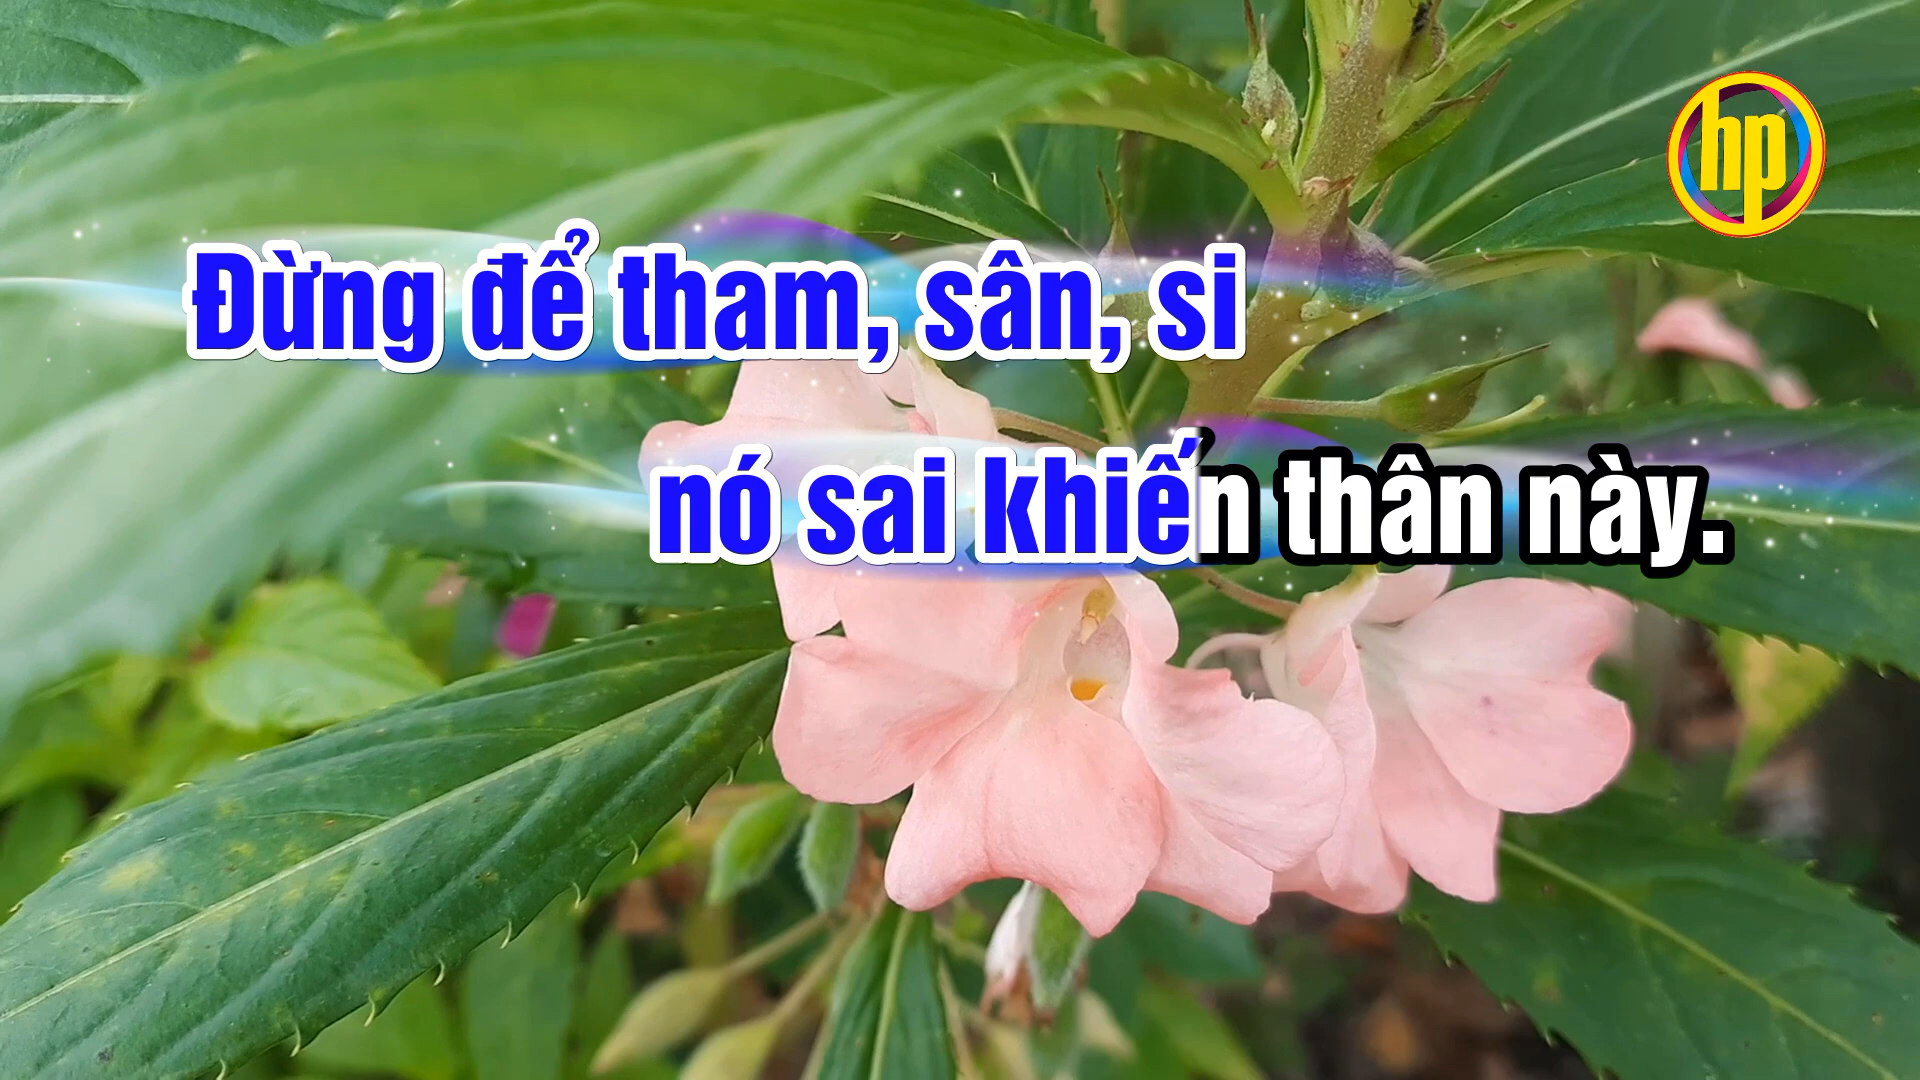 hp
Đừng để tham, sân, si
nó sai khiến thân này.